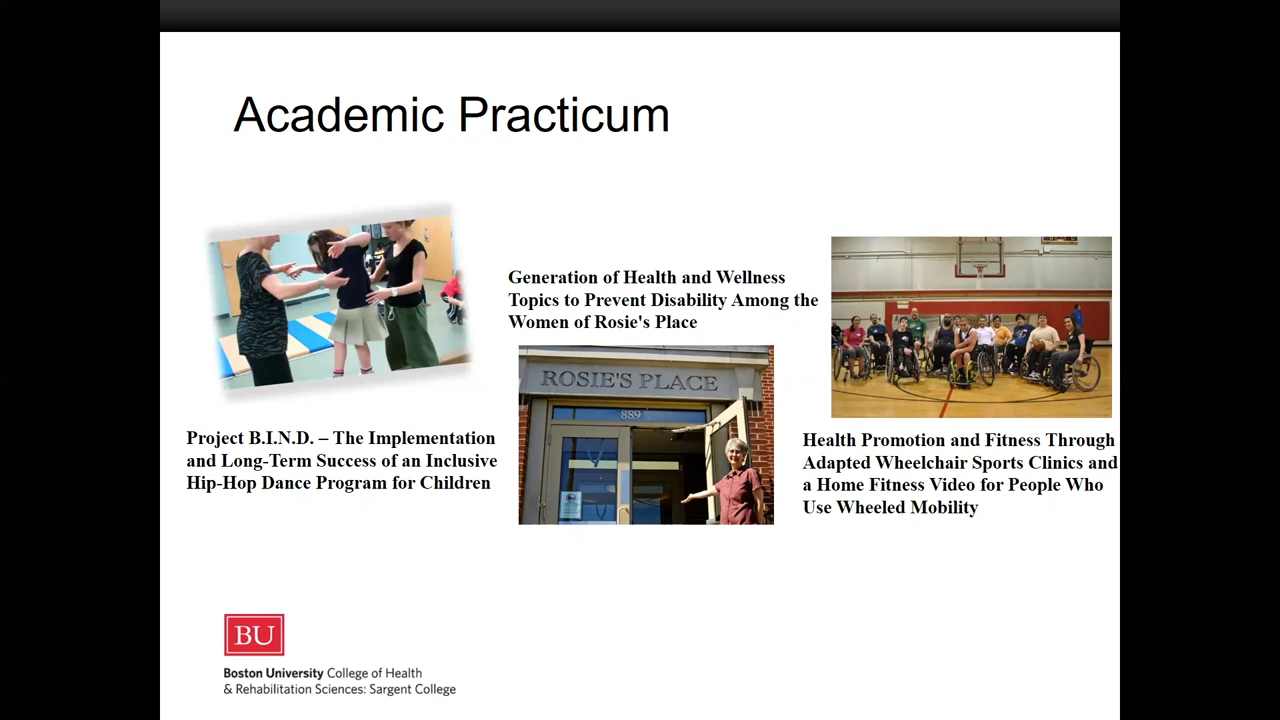 Academic Practicum
Generation of Health and Wellness
Topics to Prevent Disability Among the
Women of Rosie's Place
ROSIE'S PLACE
889
Project B.I.N.D. – The Implementation
and Long-Term Success of an Inclusive
Hip-Hop Dance Program for Children
Health Promotion and Fitness Through
Adapted Wheelchair Sports Clinics and
a Home Fitness Video for People Who
Use Wheeled Mobility
BU
Boston University College of Health
& Rehabilitation Sciences: Sargent College